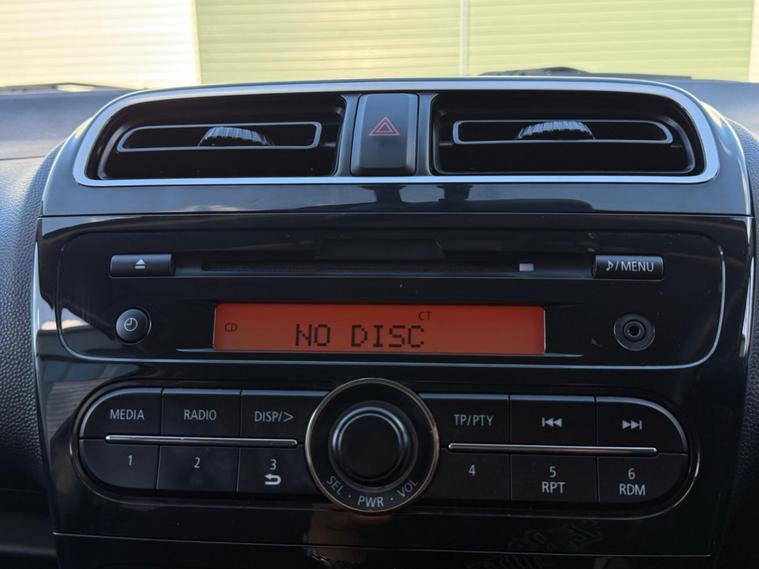 ♪/MENU
CD
CT
NO DISC
MEDIA
RADIO
DISP/>
TP/PTY
1
2
3
4
5
RPT
6
RDM
SEL · PWR · VOL